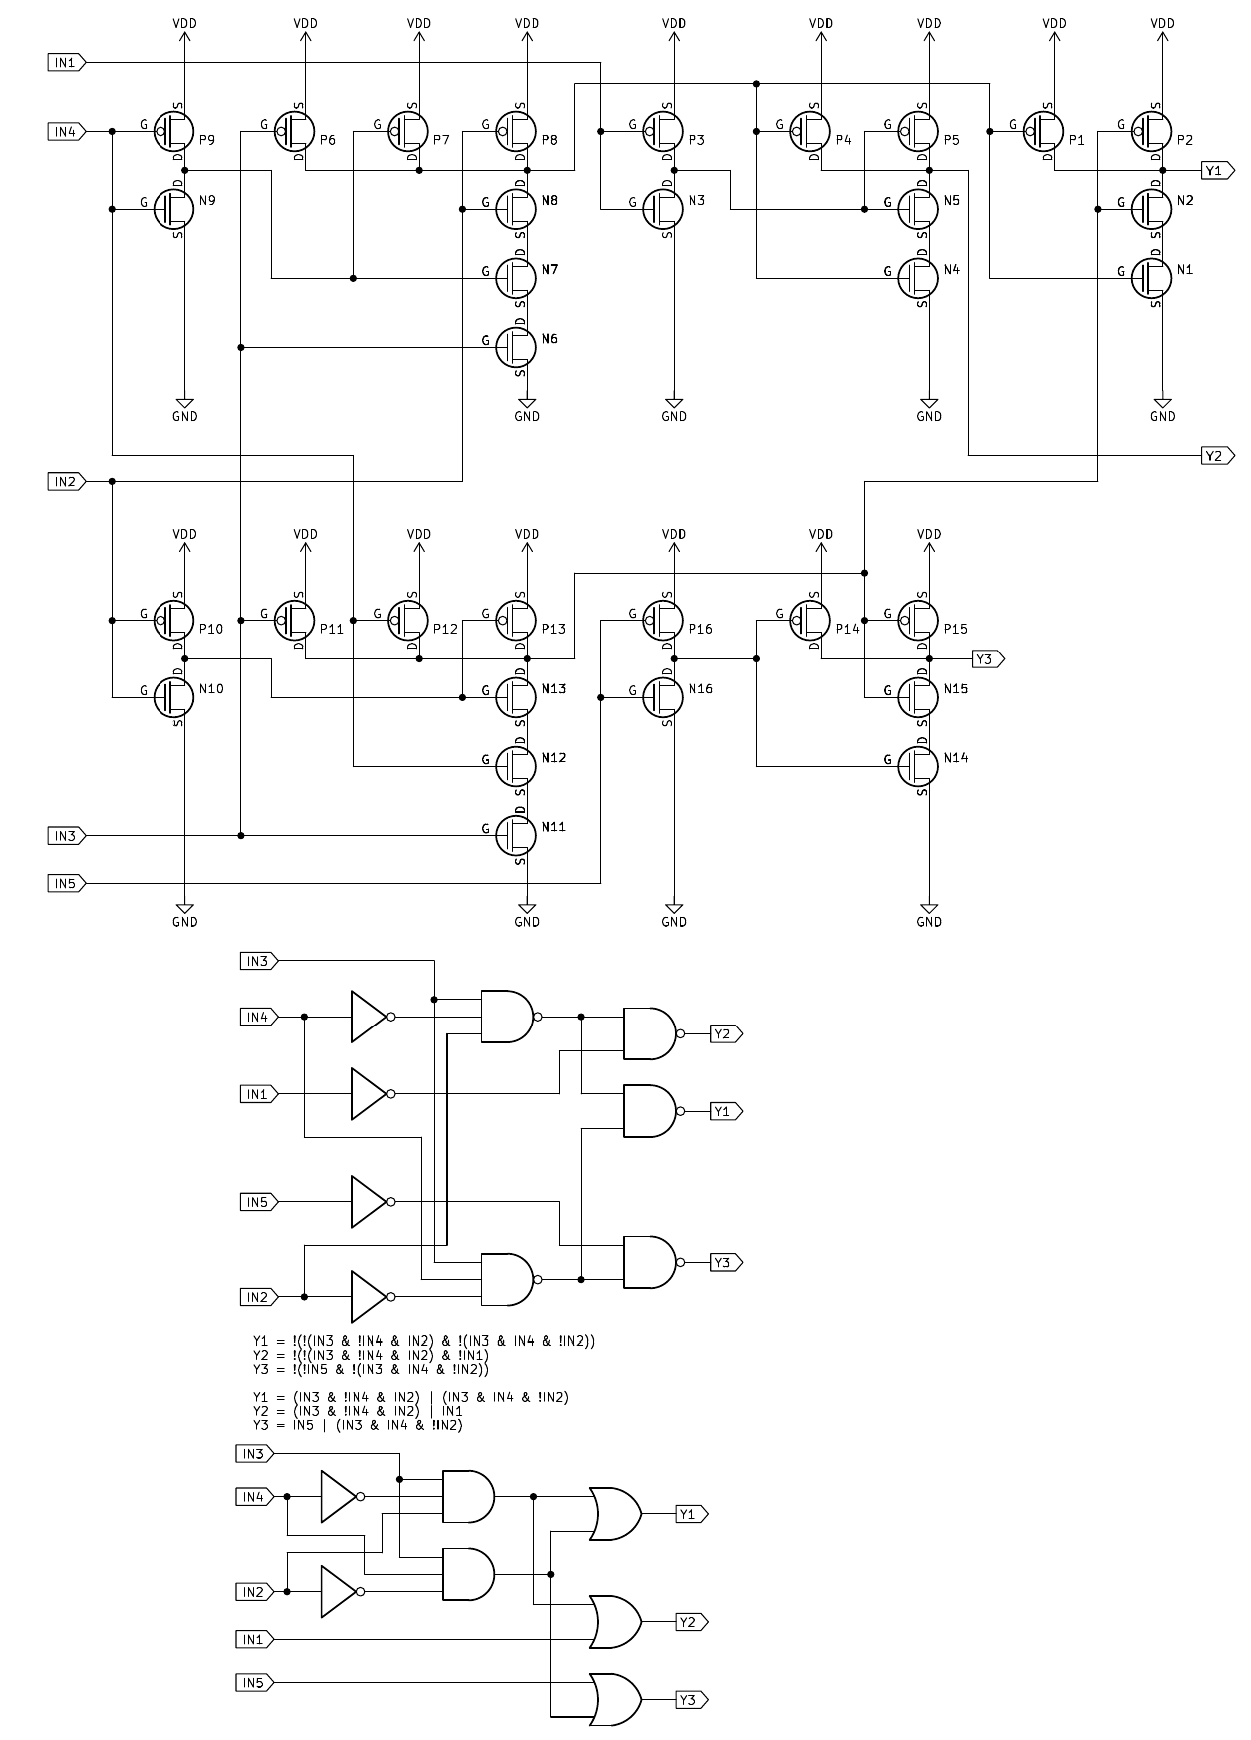 VDD VDD VDD VDD VDD VDD VDD VDD VDD
IN1
S S S S S S S S S
IN4 G G G G G G G G G
P9 P6 P7 P8 P3 P4 P5 P1 P2
D D D D D D D D D
Y1
D D D D D
N9 N8 N3 N5 N2
G G G G G
S S S S S
D D D
N7 N4 N1
G G G
S S S
D
N6
G
S
GND GND GND GND GND
Y2
IN2
VDD VDD VDD VDD VDD VDD VDD
S S S S S S S
G G G G G G G
P10 P11 P12 P13 P16 P14 P15
D D D D D D D
Y3
D D D D
N10 N13 N16 N15
G G G G
S S S S
D D
N12 N14
G G
S S
D
N11
IN3 G
S
IN5
GND GND GND GND
IN3
IN4
Y2
IN1
Y1
IN5
Y3
IN2
Y1 = !(!(IN3 & !IN4 & IN2) & !(IN3 & IN4 & !IN2))
Y2 = !(!(IN3 & !IN4 & IN2) & !IN1)
Y3 = !(!IN5 & !(IN3 & IN4 & !IN2))
Y1 = (IN3 & !IN4 & IN2) | (IN3 & IN4 & !IN2)
Y2 = (IN3 & !IN4 & IN2) | IN1
Y3 = IN5 | (IN3 & IN4 & !IN2)
IN3
IN4
Y1
IN2
Y2
IN1
IN5
Y3